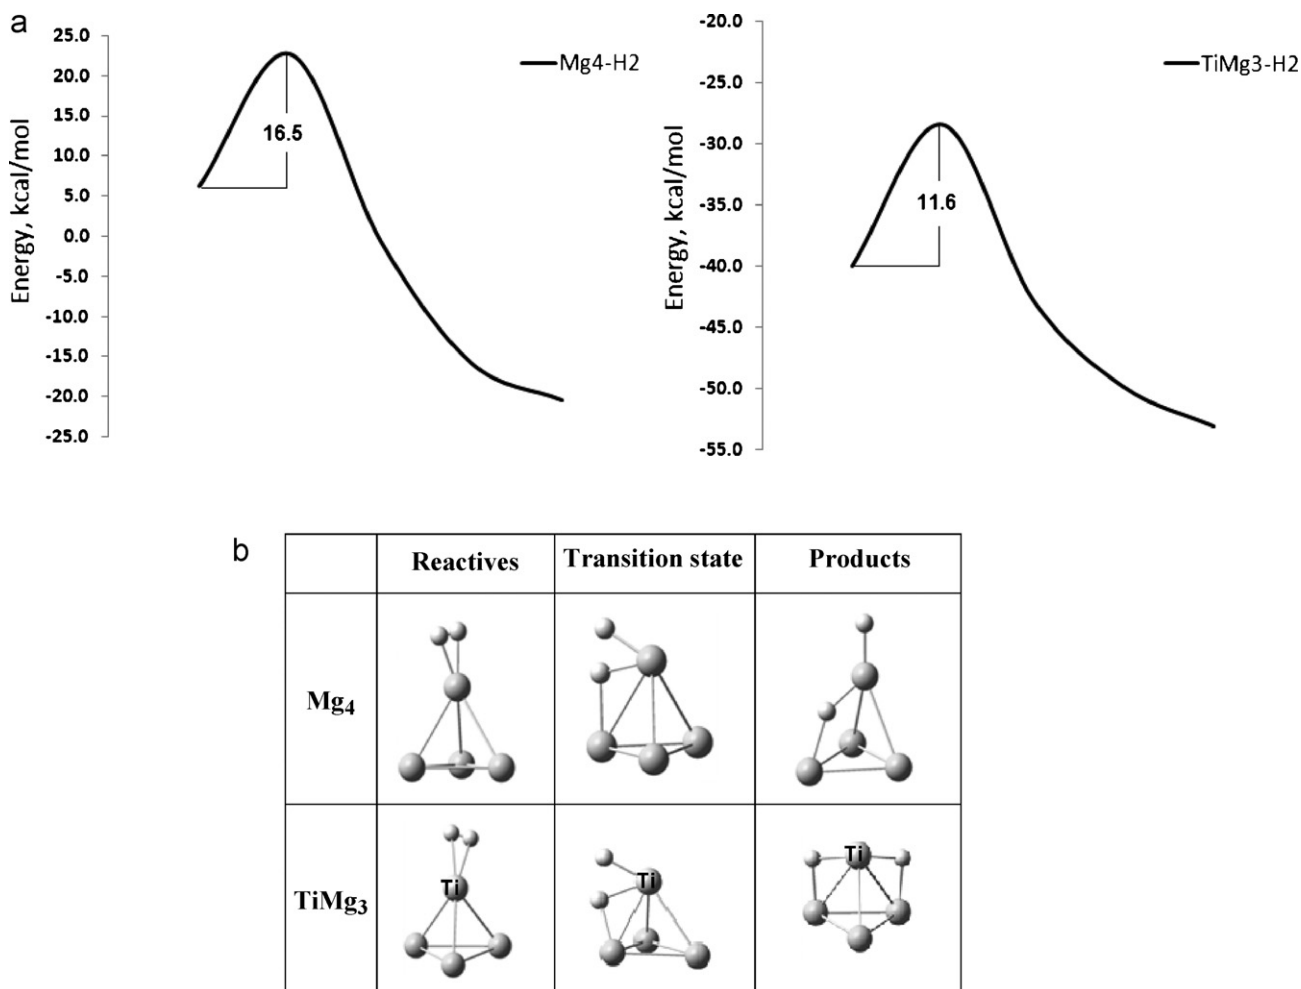 a
Energy, kcal/mol
25.0
20.0
15.0
10.0
5.0
0.0
-5.0
-10.0
-15.0
-20.0
-25.0
16.5
Mg4-H2
Energy, kcal/mol
-20.0
-25.0
-30.0
-35.0
-40.0
-45.0
-50.0
-55.0
11.6
TiMg3-H2
b
Reactives Transition state Products
Mg4
TiMg3
Ti
Ti
Ti